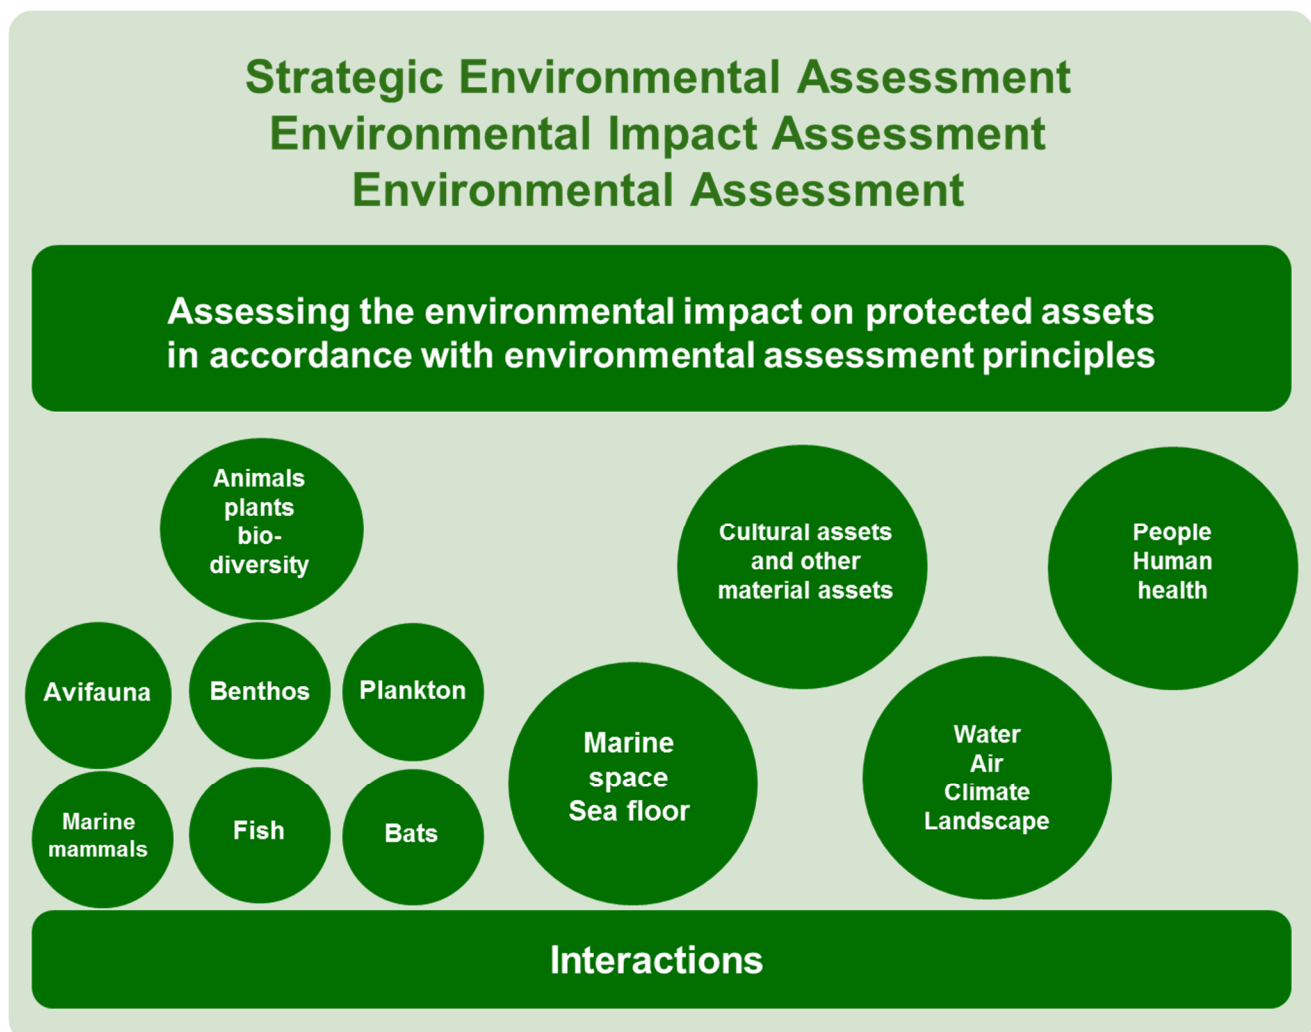 Strategic Environmental Assessment
Environmental Impact Assessment
Environmental Assessment
Assessing the environmental impact on protected assets
in accordance with environmental assessment principles
Animals
plants
bio-
diversity
Cultural assets
and other
material assets
People
Human
health
Avifauna
Benthos
Plankton
Marine
space
Sea floor
Water
Air
Climate
Landscape
Marine
mammals
Fish
Bats
Interactions